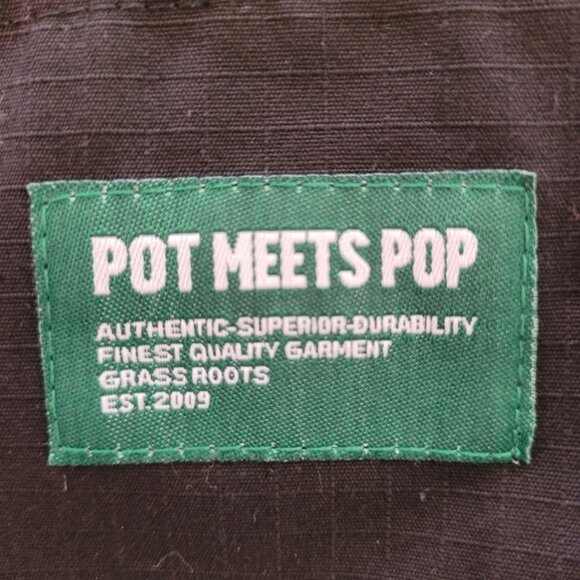 POT MEETS POP
AUTHENTIC-SUPERIOR-DURABILITY
FINEST QUALITY GARMENT
GRASS ROOTS
EST.2009